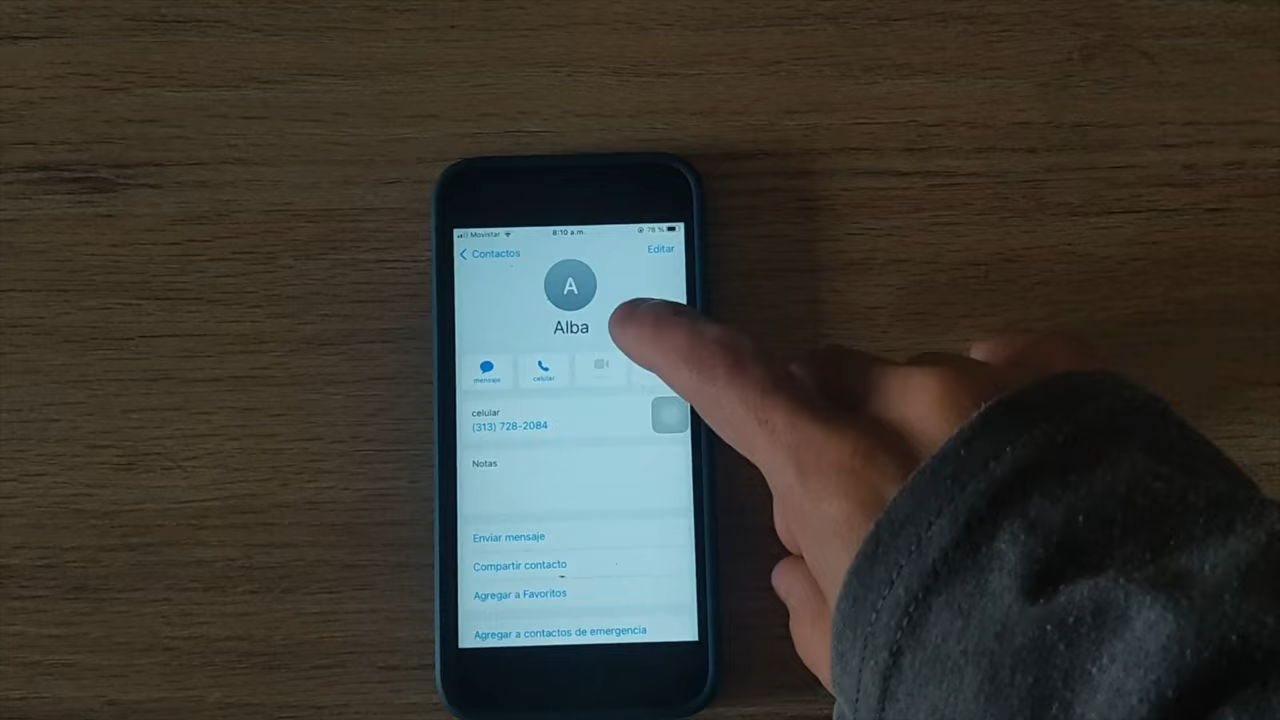 Movistar 8:10 a.m. 78 %
Contactos Editar
A
Alba
mensaje celular
celular
(313) 728-2084
Notas
Enviar mensaje
Compartir contacto
Agregar a Favoritos
Agregar a contactos de emergencia